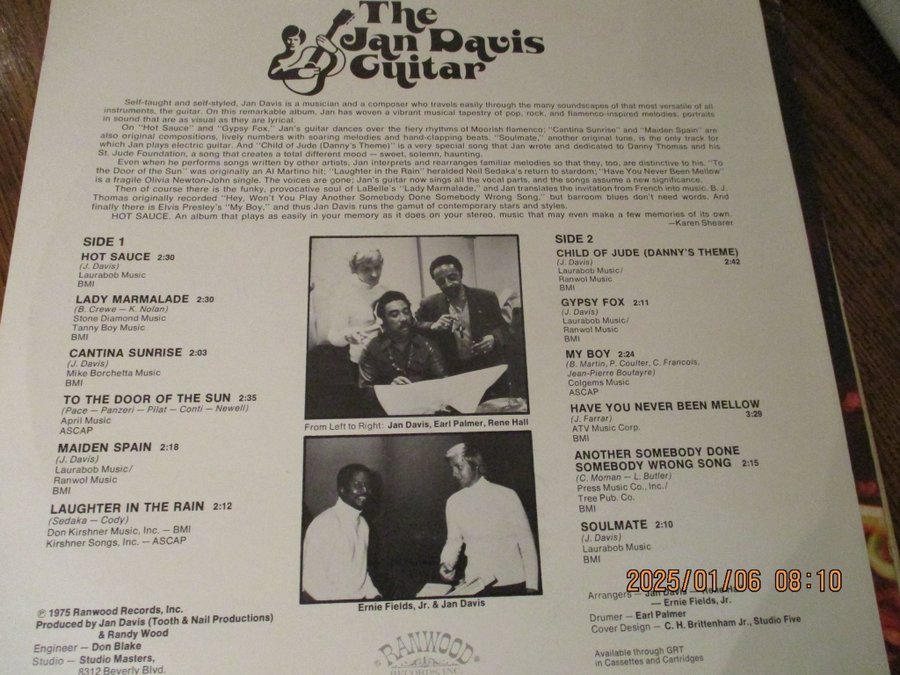 The
Jan Davis
Guitar
Self-taught and self-styled, Jan Davis is a musician and a composer who travels easily through the many soundscapes of that most versatile of all
instruments, the guitar. On this remarkable album, Jan has woven a vibrant musical tapestry of pop, rock, and flamenco-inspired melodies, portraits
in sound that are as visual as they are lyrical.
On "Hot Sauce" and "Gypsy Fox," Jan's guitar dances over the fiery rhythms of Moorish flamenco; "Cantina Sunrise" and "Maiden Spain" are
also original compositions, lively numbers with soaring melodies and hand-clapping beats. "Soulmate," another original tune, is the only track for
which Jan plays electric guitar. And "Child of Jude (Danny's Theme)" is a very special song that Jan wrote and dedicated to Danny Thomas and his
St. Jude Foundation, a song that creates a total different mood — sweet, solemn, haunting.
Even when he performs songs written by other artists, Jan interprets and rearranges familiar melodies so that they, too, are distinctive to his. "To
the Door of the Sun" was originally an Al Martino hit; "Laughter in the Rain" heralded Neil Sedaka's return to stardom; "Have You Never Been Mellow"
is a fragile Olivia Newton-John single. The voices are gone; Jan's guitar now sings all the vocal parts, and the songs assume a new significance.
Then of course there is the funky, provocative soul of LaBelle's "Lady Marmalade," and Jan translates the invitation from French into music. B. J.
Thomas originally recorded "Hey, Won't You Play Another Somebody Done Somebody Wrong Song," but barroom blues don't need words. And
finally there is Elvis Presley's "My Boy," and thus Jan Davis runs the gamut of contemporary stars and styles.
HOT SAUCE. An album that plays as easily in your memory as it does on your stereo, music that may even make a few memories of its own.
—Karen Shearer
SIDE 1
HOT SAUCE 2:30
(J. Davis)
Laurabob Music
BMI
LADY MARMALADE 2:30
(B. Crewe — K. Nolan)
Stone Diamond Music
Tanny Boy Music
BMI
CANTINA SUNRISE 2:03
(J. Davis)
Mike Borchetta Music
BMI
TO THE DOOR OF THE SUN 2:35
(Pace — Panzeri — Pilat — Conti — Newell)
April Music
ASCAP
MAIDEN SPAIN 2:18
(J. Davis)
Laurabob Music/
Ranwol Music
BMI
LAUGHTER IN THE RAIN 2:12
(Sedaka — Cody)
Don Kirshner Music, Inc. — BMI
Kirshner Songs, Inc. — ASCAP
From Left to Right: Jan Davis, Earl Palmer, Rene Hall
Ernie Fields, Jr. & Jan Davis
SIDE 2
CHILD OF JUDE (DANNY'S THEME)
(J. Davis) 2:42
Laurabob Music/
Ranwol Music
BMI
GYPSY FOX 2:11
(J. Davis)
Laurabob Music/
Ranwol Music
BMI
MY BOY 2:24
(B. Martin, P. Coulter, C. Francois,
Jean-Pierre Boutayre)
Colgems Music
ASCAP
HAVE YOU NEVER BEEN MELLOW
(J. Farrar) 3:29
ATV Music Corp.
BMI
ANOTHER SOMEBODY DONE
SOMEBODY WRONG SONG 2:15
(C. Moman — L. Butler)
Press Music Co., Inc./
Tree Pub. Co.
BMI
SOULMATE 2:10
(J. Davis)
Laurabob Music
BMI
2025/01/06 08:10
Arrangers — Jan Davis —
— Ernie Fields, Jr.
Drumer — Earl Palmer
Cover Design — C. H. Brittenham Jr., Studio Five
Available through GRT
in Cassettes and Cartridges
℗ 1975 Ranwood Records, Inc.
Produced by Jan Davis (Tooth & Nail Productions)
& Randy Wood
Engineer — Don Blake
Studio — Studio Masters,
8312 Beverly Blvd.
RANWOOD
RECORDS, INC.